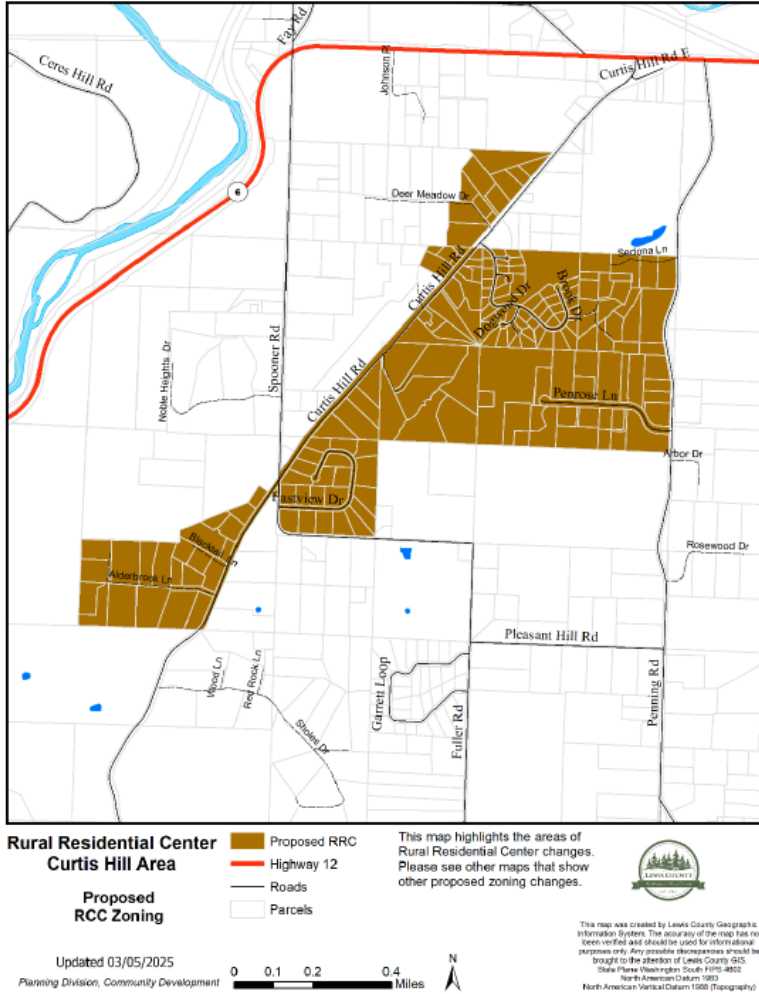 Fay Rd
Ceres Hill Rd
Johnson Pl
Curtis Hill Rd E
6
Deer Meadow Dr
Curtis Hill Rd
Sedona Ln
Dogwood Dr
Brook Dr
Spooner Rd
Noble Heights Dr
Curtis Hill Rd
Penrose Ln
Arbor Dr
Eastview Dr
Blacktail Ln
Rosewood Dr
Alderbrook Ln
Pleasant Hill Rd
Wood Ln
Red Rock Ln
Garrett Loop
Fuller Rd
Penning Rd
Sholes Dr
Rural Residential Center
Curtis Hill Area
Proposed
RCC Zoning
Updated 03/05/2025
Planning Division, Community Development
Proposed RRC
Highway 12
Roads
Parcels
0 0.1 0.2 0.4
Miles
N
This map highlights the areas of
Rural Residential Center changes.
Please see other maps that show
other proposed zoning changes.
LEWIS COUNTY
This map was created by Lewis County Geographic
Information System. The accuracy of the map has not
been verified and should be used for informational
purposes only. Any possible discrepancies should be
brought to the attention of Lewis County GIS.
State Plane Washington South FIPS 4602
North American Datum 1983
North American Vertical Datum 1988 (Topography)